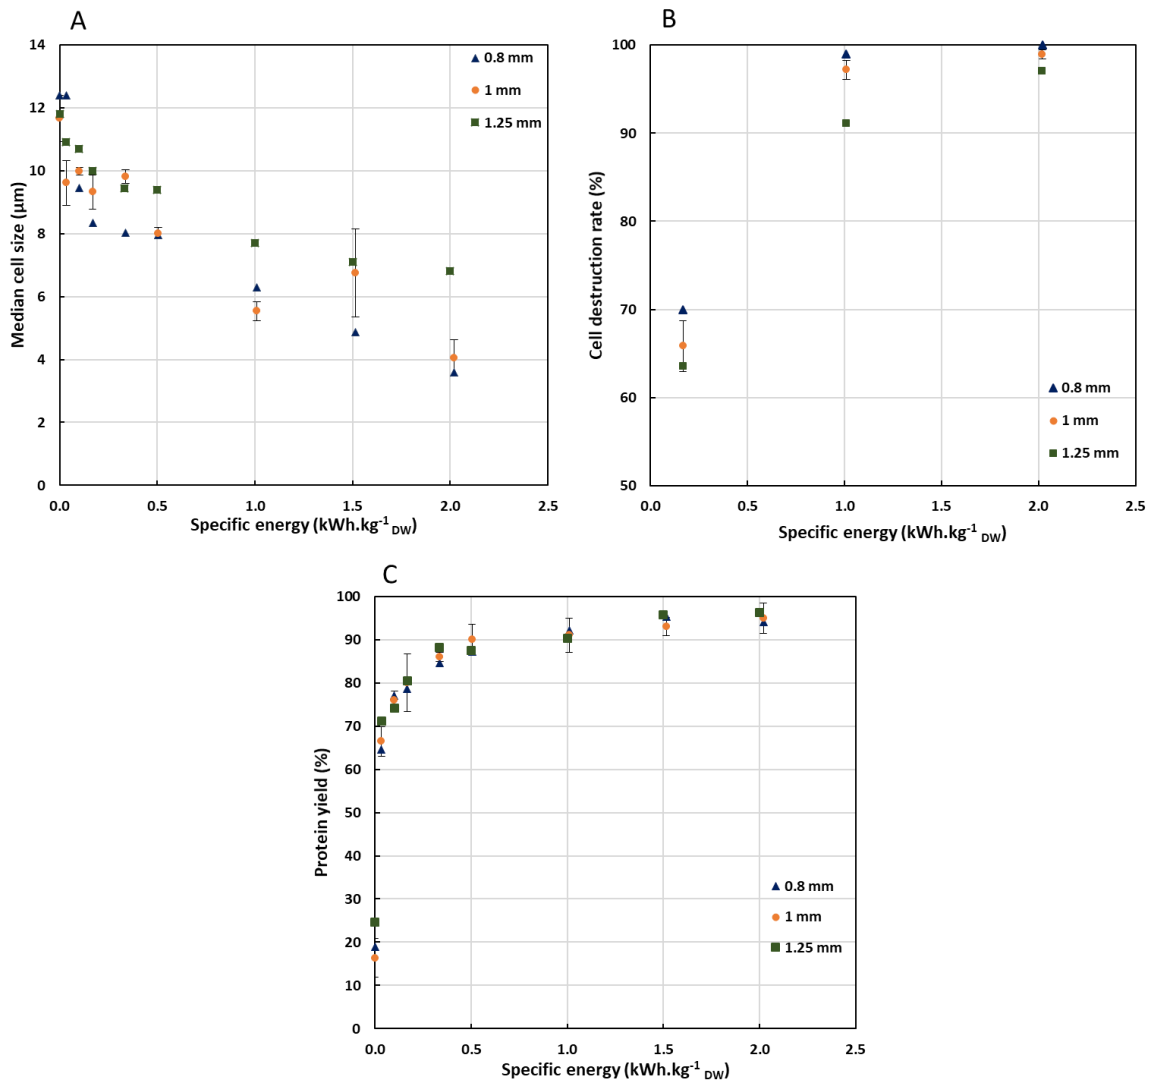 A
14
12
10
8
6
4
2
0
0.0 0.5 1.0 1.5 2.0 2.5
Median cell size (µm)
Specific energy (kWh.kg-1 DW)
0.8 mm
1 mm
1.25 mm
B
100
90
80
70
60
50
0.0 0.5 1.0 1.5 2.0 2.5
Cell destruction rate (%)
Specific energy (kWh.kg-1 DW)
0.8 mm
1 mm
1.25 mm
C
100
90
80
70
60
50
40
30
20
10
0
0.0 0.5 1.0 1.5 2.0 2.5
Protein yield (%)
Specific energy (kWh.kg-1 DW)
0.8 mm
1 mm
1.25 mm